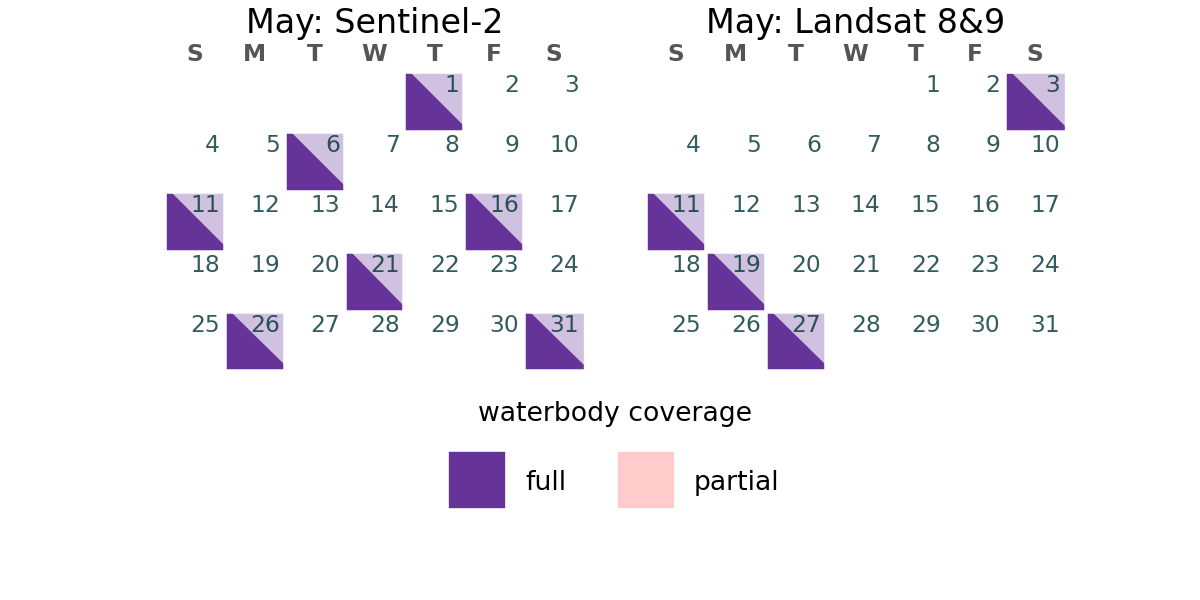 May: Sentinel-2
S M T W T F S
1 2 3
4 5 6 7 8 9 10
11 12 13 14 15 16 17
18 19 20 21 22 23 24
25 26 27 28 29 30 31
May: Landsat 8&9
S M T W T F S
1 2 3
4 5 6 7 8 9 10
11 12 13 14 15 16 17
18 19 20 21 22 23 24
25 26 27 28 29 30 31
waterbody coverage
full
partial